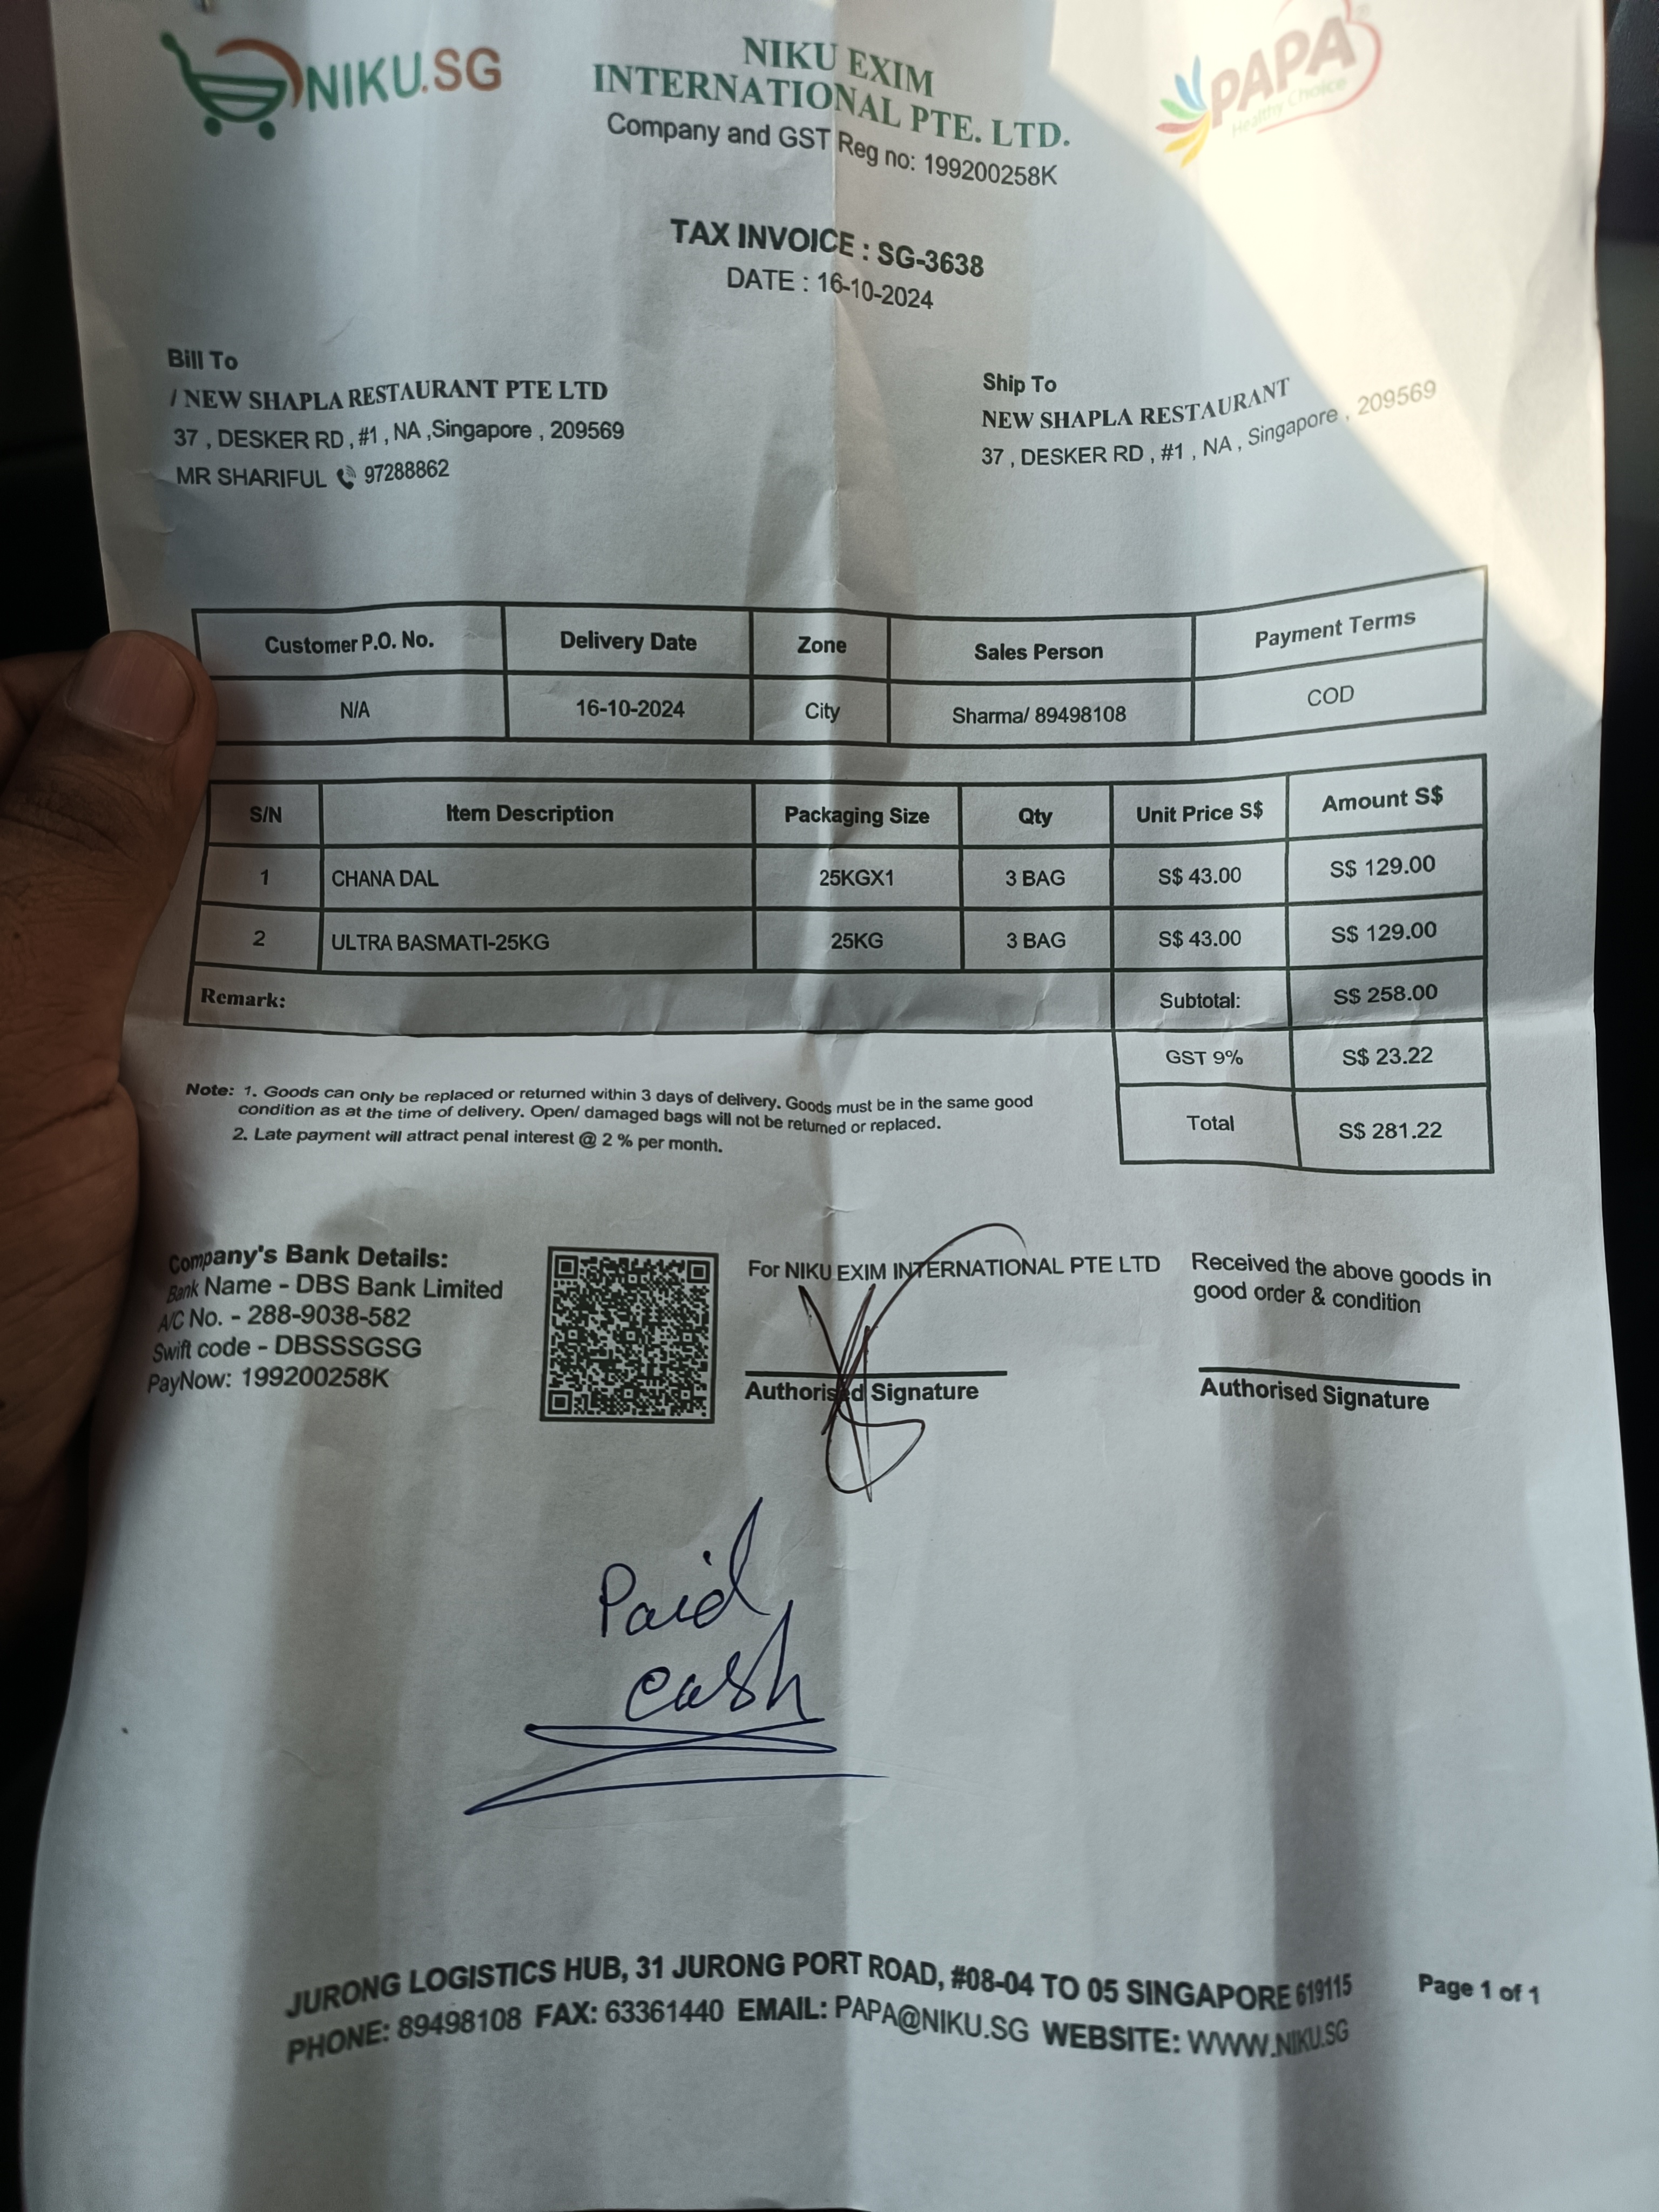 NIKU.SG
NIKU EXIM
INTERNATIONAL PTE. LTD.
Company and GST Reg no: 199200258K
PAPA
Healthy Choice
TAX INVOICE : SG-3638
DATE : 16-10-2024
Bill To
/ NEW SHAPLA RESTAURANT PTE LTD
37 , DESKER RD , #1 , NA ,Singapore , 209569
MR SHARIFUL 97288862
Ship To
NEW SHAPLA RESTAURANT
37 , DESKER RD , #1 , NA , Singapore , 209569
Customer P.O. No. Delivery Date Zone Sales Person Payment Terms
N/A 16-10-2024 City Sharma/ 89498108 COD
S/N Item Description Packaging Size Qty Unit Price S$ Amount S$
1 CHANA DAL 25KGX1 3 BAG S$ 43.00 S$ 129.00
2 ULTRA BASMATI-25KG 25KG 3 BAG S$ 43.00 S$ 129.00
Remark: Subtotal: S$ 258.00
GST 9% S$ 23.22
Total S$ 281.22
Note: 1. Goods can only be replaced or returned within 3 days of delivery. Goods must be in the same good
condition as at the time of delivery. Open/ damaged bags will not be returned or replaced.
2. Late payment will attract penal interest @ 2 % per month.
Company's Bank Details:
Bank Name - DBS Bank Limited
A/C No. - 288-9038-582
Swift code - DBSSSGSG
PayNow: 199200258K
For NIKU EXIM INTERNATIONAL PTE LTD
Authorised Signature
Received the above goods in
good order & condition
Authorised Signature
Paid
cash
JURONG LOGISTICS HUB, 31 JURONG PORT ROAD, #08-04 TO 05 SINGAPORE 619115
PHONE: 89498108 FAX: 63361440 EMAIL: PAPA@NIKU.SG WEBSITE: WWW.NIKU.SG
Page 1 of 1